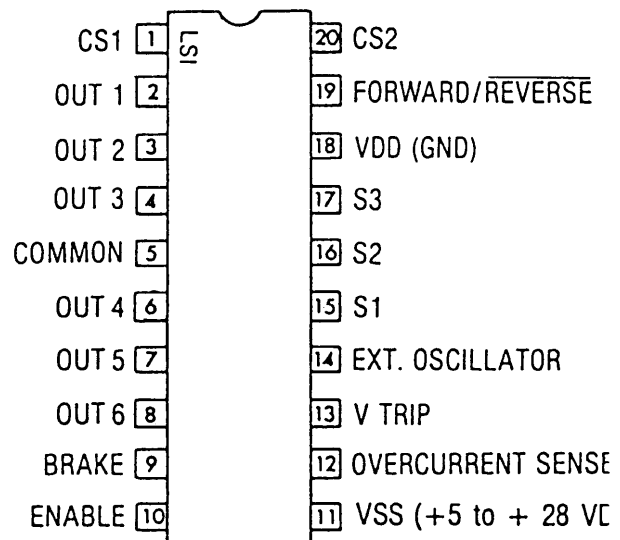 CS1 1 LSI 20 CS2
OUT 1 2 19 FORWARD/REVERSE
OUT 2 3 18 VDD (GND)
OUT 3 4 17 S3
COMMON 5 16 S2
OUT 4 6 15 S1
OUT 5 7 14 EXT. OSCILLATOR
OUT 6 8 13 V TRIP
BRAKE 9 12 OVERCURRENT SENSE
ENABLE 10 11 VSS (+5 to + 28